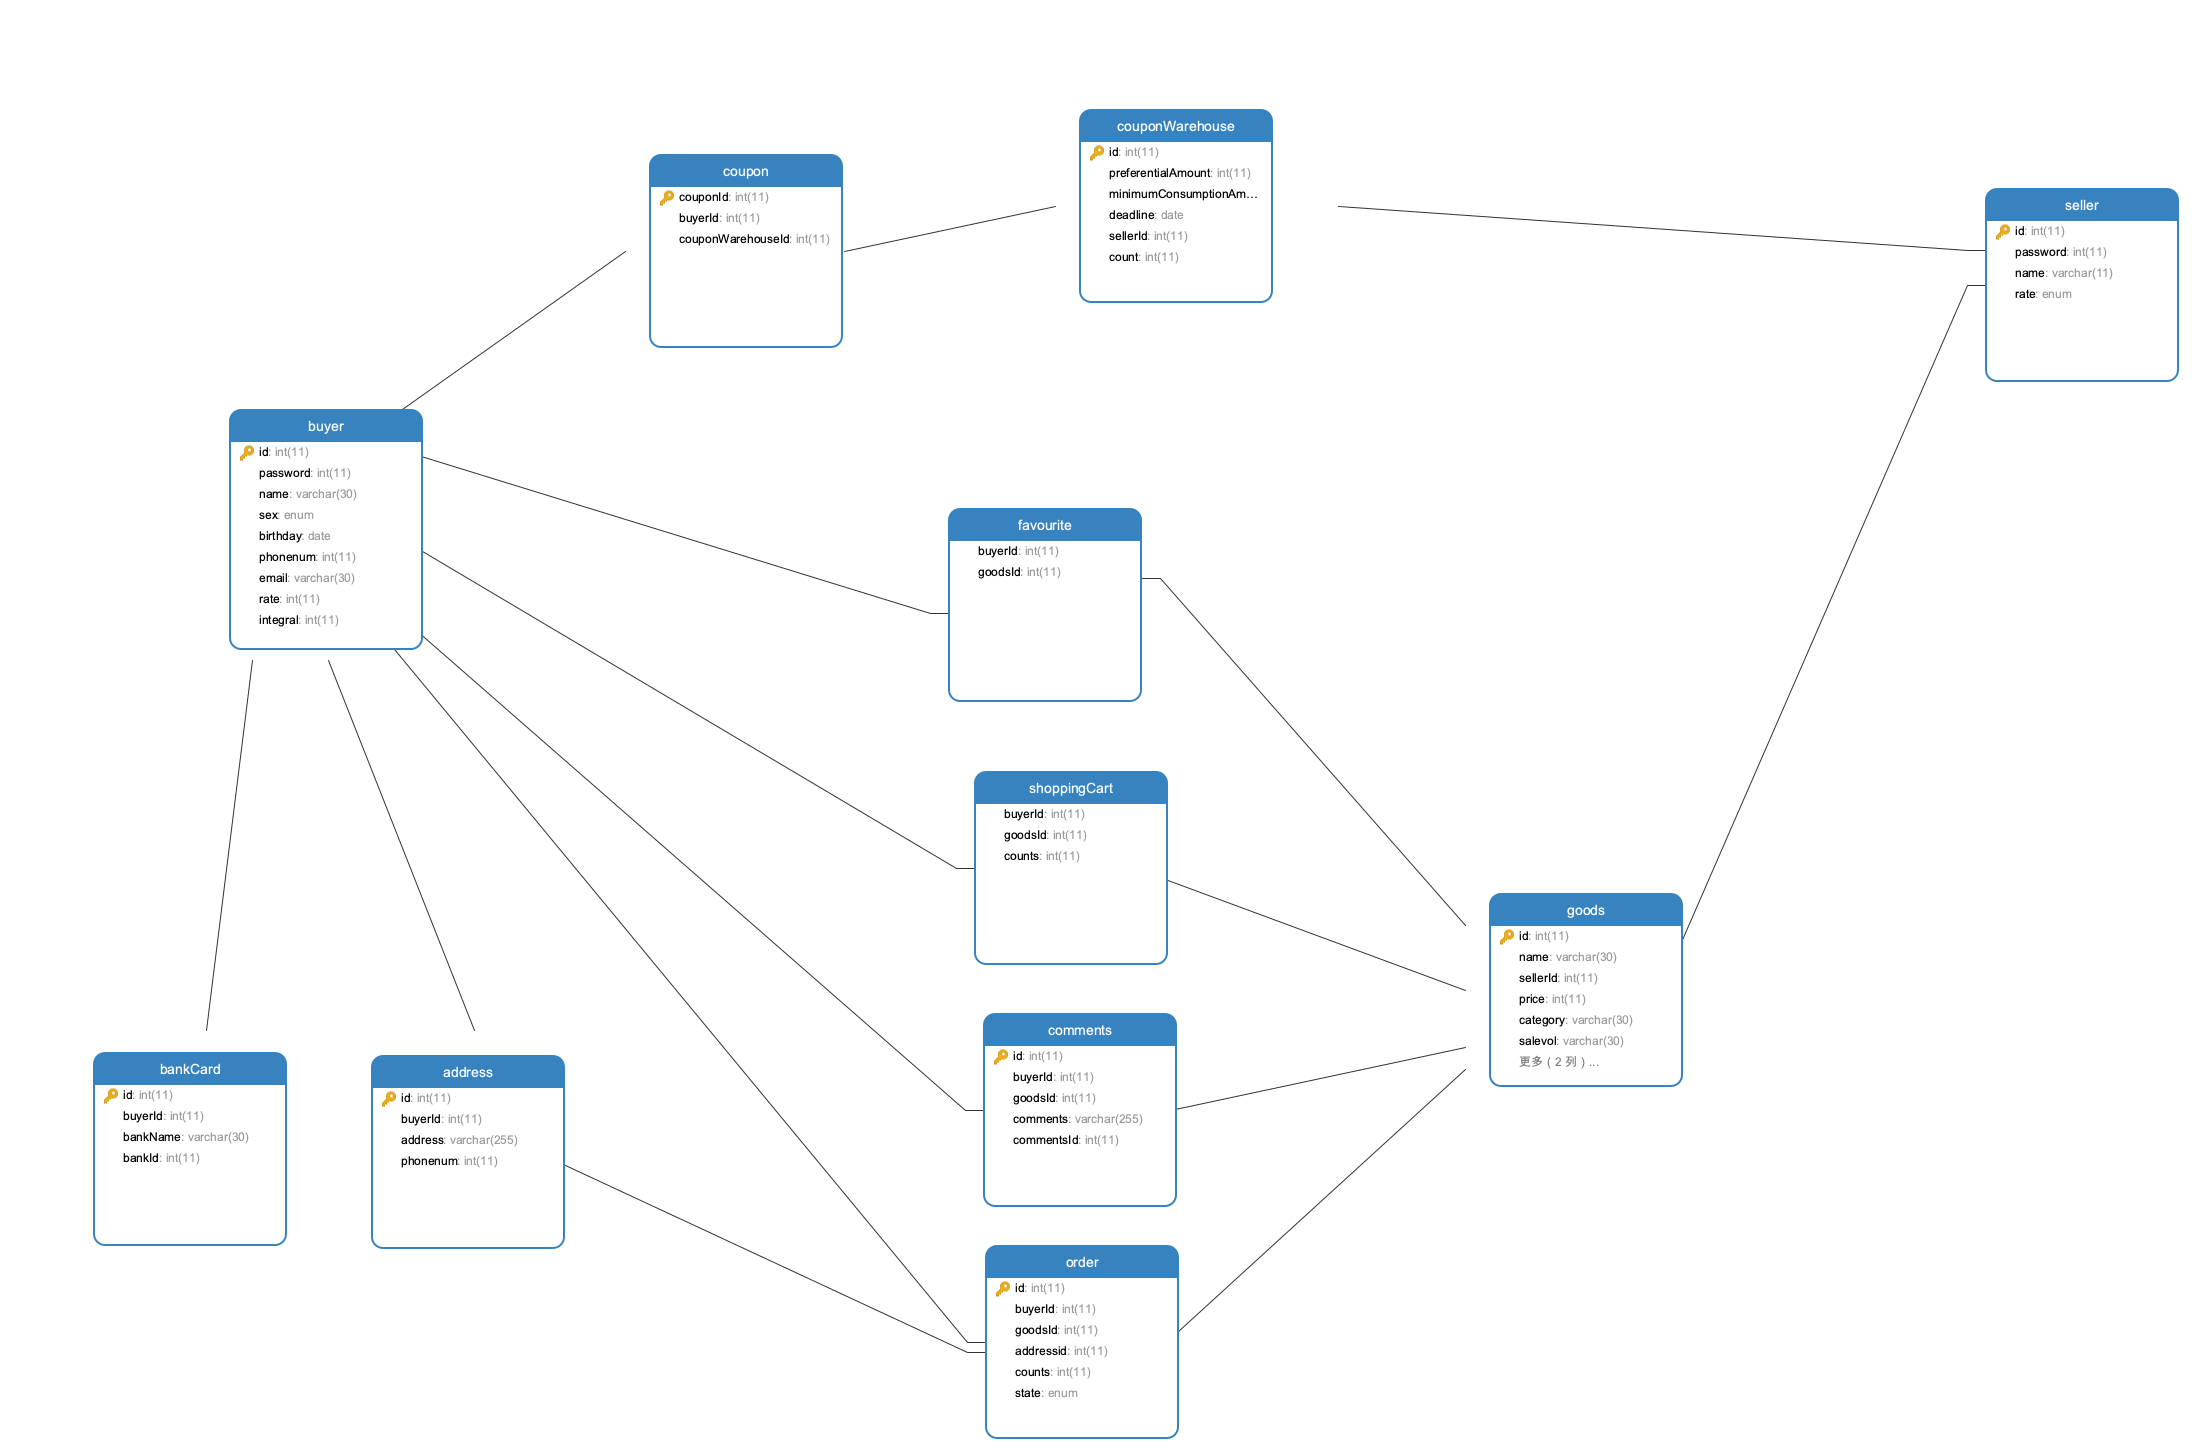 couponWarehouse
id: int(11)
preferentialAmount: int(11)
minimumConsumptionAm...
deadline: date
sellerId: int(11)
count: int(11)
coupon
couponId: int(11)
buyerId: int(11)
couponWarehouseId: int(11)
seller
id: int(11)
password: int(11)
name: varchar(11)
rate: enum
buyer
id: int(11)
password: int(11)
name: varchar(30)
sex: enum
birthday: date
phonenum: int(11)
email: varchar(30)
rate: int(11)
integral: int(11)
favourite
buyerId: int(11)
goodsId: int(11)
shoppingCart
buyerId: int(11)
goodsId: int(11)
counts: int(11)
goods
id: int(11)
name: varchar(30)
sellerId: int(11)
price: int(11)
category: varchar(30)
salevol: varchar(30)
更多 ( 2 列 ) ...
comments
id: int(11)
buyerId: int(11)
goodsId: int(11)
comments: varchar(255)
commentsId: int(11)
bankCard
id: int(11)
buyerId: int(11)
bankName: varchar(30)
bankId: int(11)
address
id: int(11)
buyerId: int(11)
address: varchar(255)
phonenum: int(11)
order
id: int(11)
buyerId: int(11)
goodsId: int(11)
addressid: int(11)
counts: int(11)
state: enum